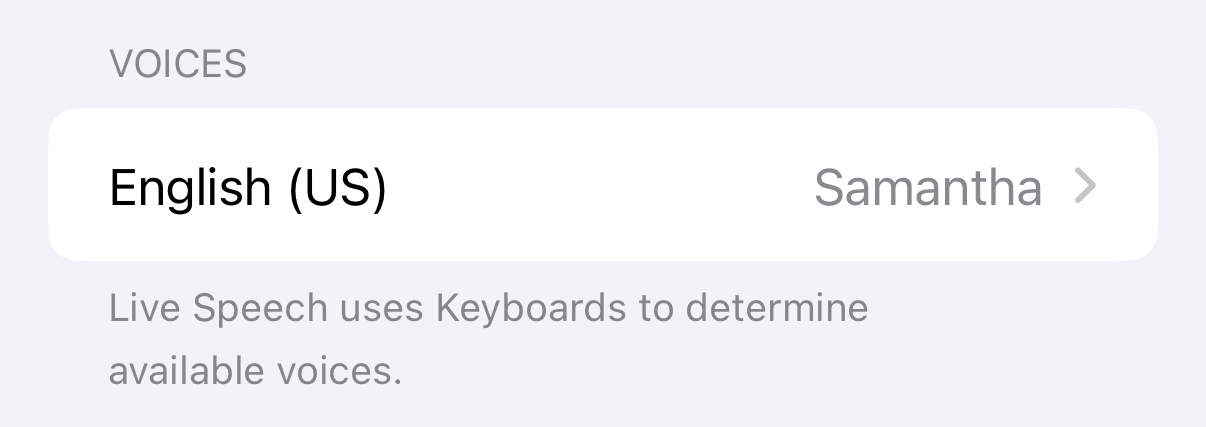 VOICES
English (US) Samantha
Live Speech uses Keyboards to determine
available voices.